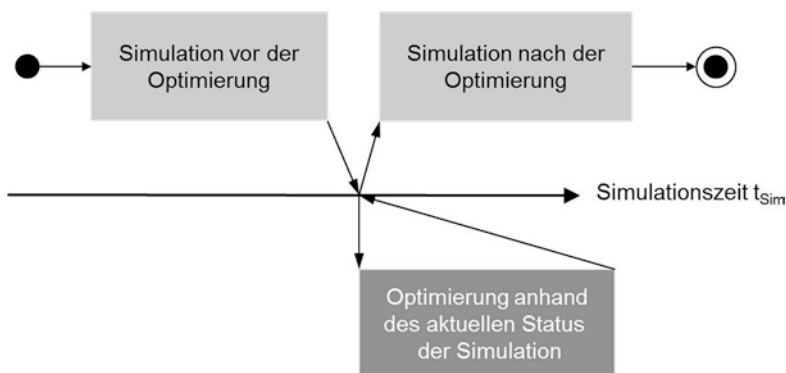 Simulation vor der
Optimierung
Simulation nach der
Optimierung
Simulationszeit tSim
Optimierung anhand
des aktuellen Status
der Simulation